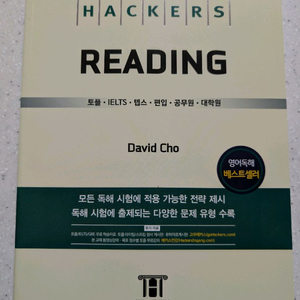 HACKERS
READING
토플 · IELTS · 텝스 · 편입 · 공무원 · 대학원
David Cho
영어독해
베스트셀러
모든 독해 시험에 적용 가능한 전략 제시
독해 시험에 출제되는 다양한 문제 유형 수록